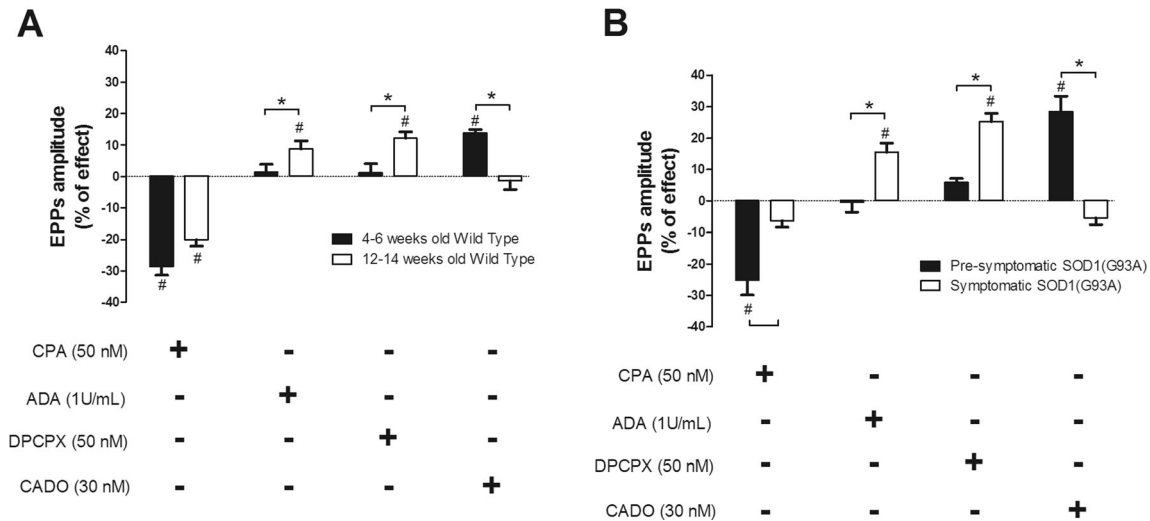 A
EPPs amplitude
(% of effect)
40
30
20
10
0
-10
-20
-30
-40
#
#
*
#
*
#
*
#
4-6 weeks old Wild Type
12-14 weeks old Wild Type
CPA (50 nM) + - - -
ADA (1U/mL) - + - -
DPCPX (50 nM) - - + -
CADO (30 nM) - - - +
B
EPPs amplitude
(% of effect)
40
30
20
10
0
-10
-20
-30
-40
#
*
#
*
#
*
#
Pre-symptomatic SOD1(G93A)
Symptomatic SOD1(G93A)
CPA (50 nM) + - - -
ADA (1U/mL) - + - -
DPCPX (50 nM) - - + -
CADO (30 nM) - - - +